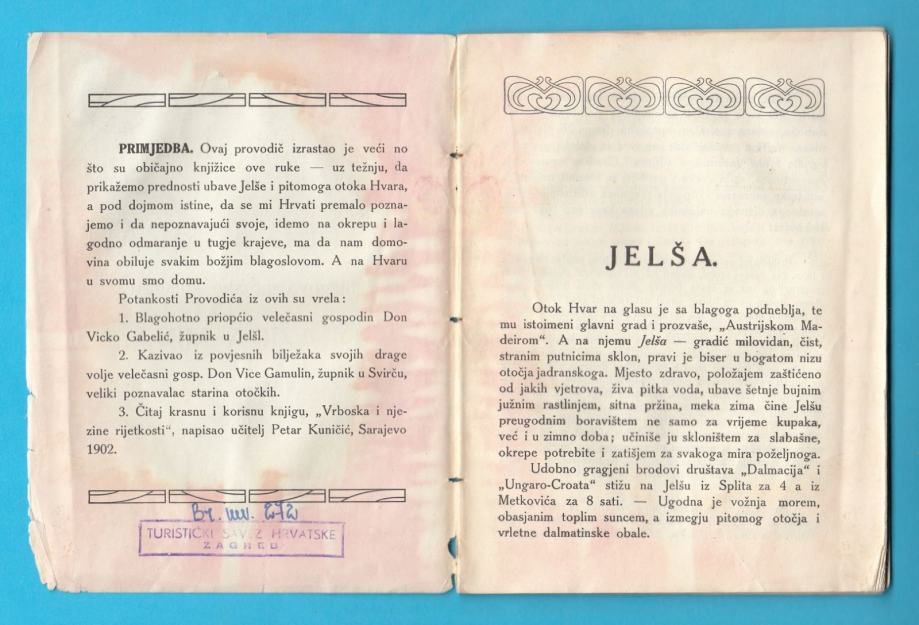 PRIMJEDBA. Ovaj provodič izrastao je veći no
što su običajno knjižice ove ruke — uz težnju, da
prikažemo prednosti ubave Jelše i pitomoga otoka Hvara,
a pod dojmom istine, da se mi Hrvati premalo pozna-
jemo i da nepoznavajući svoje, idemo na okrepu i la-
godno odmaranje u tugje krajeve, ma da nam domo-
vina obiluje svakim božjim blagoslovom. A na Hvaru
u svomu smo domu.
Potankosti Provodića iz ovih su vrela:
1. Blagohotno priopćio velečasni gospodin Don
Vicko Gabelić, župnik u Jelšl.
2. Kazivao iz povjesnih bilježaka svojih drage
volje velečasni gosp. Don Vice Gamulin, župnik u Svirču,
veliki poznavalac starina otočkih.
3. Čitaj krasnu i korisnu knjigu, „Vrboska i nje-
zine rijetkosti“, napisao učitelj Petar Kuničić, Sarajevo
1902.
Br. inv. 272
TURISTIČKI SAVEZ HRVATSKE
ZAGREB
JELŠA.
Otok Hvar na glasu je sa blagoga podneblja, te
mu istoimeni glavni grad i prozvaše, „Austrijskom Ma-
deirom“. A na njemu Jelša — gradić milovidan, čist,
stranim putnicima sklon, pravi je biser u bogatom nizu
otočja jadranskoga. Mjesto zdravo, položajem zaštićeno
od jakih vjetrova, živa pitka voda, ubave šetnje bujnim
južnim rastlinjem, sitna pržina, meka zima čine Jelšu
preugodnim boravištem ne samo za vrijeme kupaka,
već i u zimno doba; učiniše ju skloništem za slabašne,
okrepe potrebite i zatišjem za svakoga mira poželjnoga.
Udobno gragjeni brodovi društava „Dalmacija“ i
„Ungaro-Croata“ stižu na Jelšu iz Splita za 4 a iz
Metkovića za 8 sati. — Ugodna je vožnja morem,
obasjanim toplim suncem, a izmegju pitomog otočja i
vrletne dalmatinske obale.